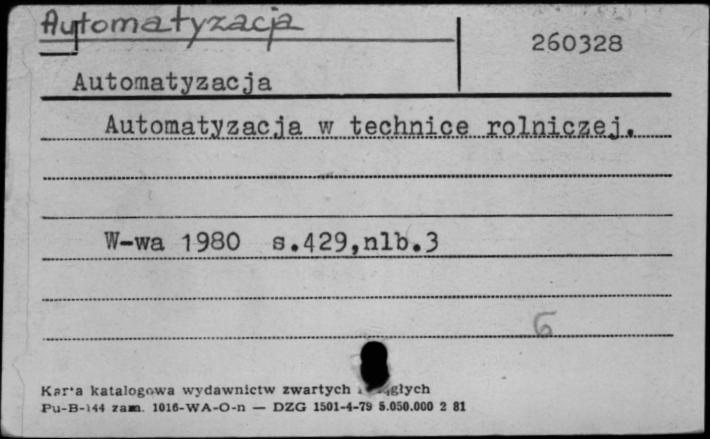 Automatyzacja
260328
Automatyzacja
Automatyzacja w technice rolniczej.
W-wa 1980 s.429,nlb.3
6
Karta katalogowa wydawnictw zwartych
Pu-B-144 zam. 1016-WA-O-n — DZG 1501-4-79 5.050.000 2 81